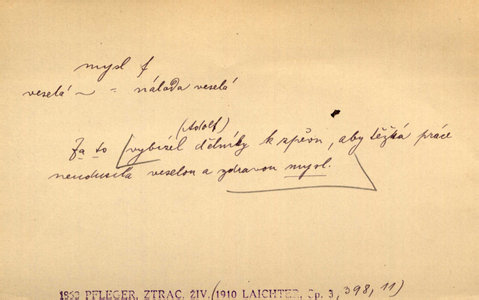 mysl f
veselá ~ = nálada veselá
(Adolf)
Za to vybízel dělníky k zpěvu, aby těžká práce
neudusila veselou a zdravou mysl.
1862 PFLEGER, ZTRAC. ŽIV. (1910 LAICHTER, Sp. 3, 398, 11)